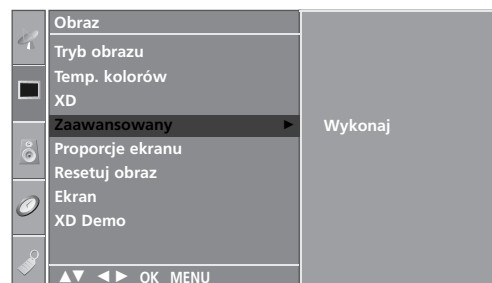 Obraz
Tryb obrazu
Temp. kolorów
XD
Zaawansowany ► Wykonaj
Proporcje ekranu
Resetuj obraz
Ekran
XD Demo
▲▼ ◄► OK MENU